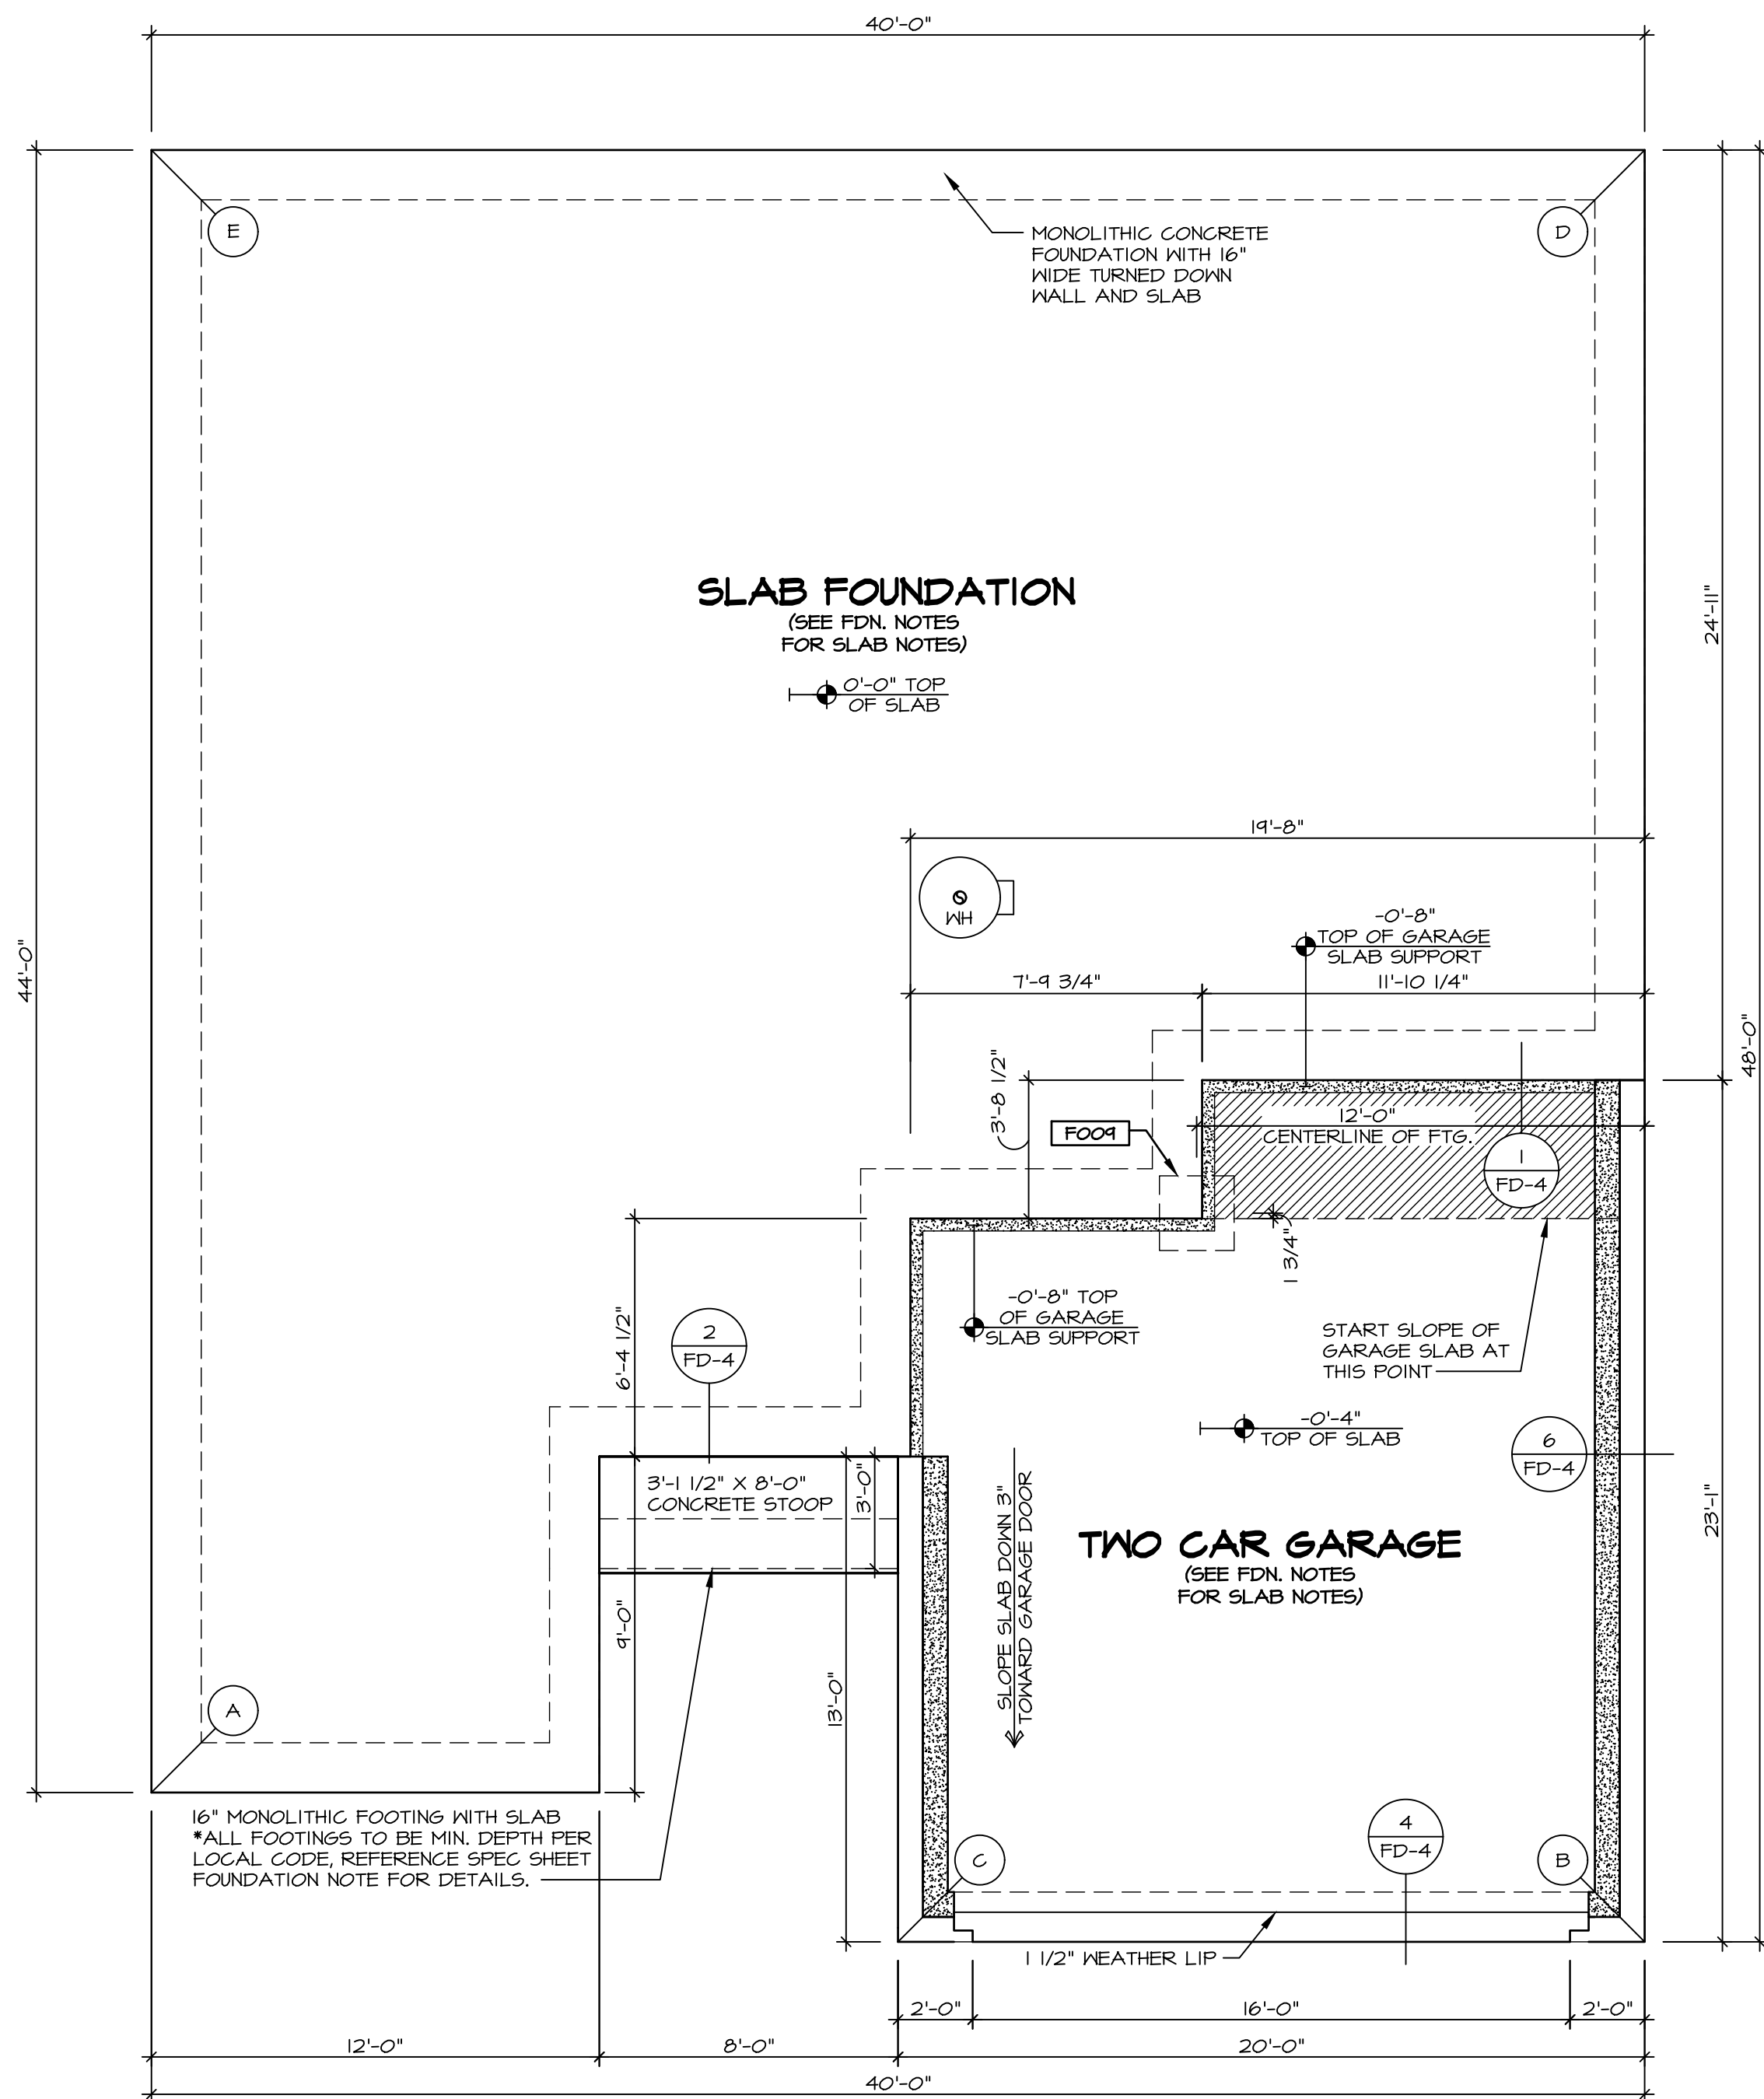 40'-0"
E
D
MONOLITHIC CONCRETE
FOUNDATION WITH 16"
WIDE TURNED DOWN
WALL AND SLAB
SLAB FOUNDATION
(SEE FDN. NOTES
FOR SLAB NOTES)
0'-0" TOP
OF SLAB
24'-11"
44'-0"
48'-0"
19'-8"
WH
-0'-8"
TOP OF GARAGE
SLAB SUPPORT
7'-9 3/4"
11'-10 1/4"
3'-8 1/2"
F009
12'-0"
CENTERLINE OF FTG.
1
FD-4
1 3/4"
-0'-8" TOP
OF GARAGE
SLAB SUPPORT
START SLOPE OF
GARAGE SLAB AT
THIS POINT
6'-4 1/2"
2
FD-4
-0'-4"
TOP OF SLAB
6
FD-4
3'-1 1/2" X 8'-0"
CONCRETE STOOP
3'-0"
SLOPE SLAB DOWN 3"
TOWARD GARAGE DOOR
TWO CAR GARAGE
(SEE FDN. NOTES
FOR SLAB NOTES)
23'-1"
9'-0"
13'-0"
A
16" MONOLITHIC FOOTING WITH SLAB
*ALL FOOTINGS TO BE MIN. DEPTH PER
LOCAL CODE, REFERENCE SPEC SHEET
FOUNDATION NOTE FOR DETAILS.
C
4
FD-4
B
1 1/2" WEATHER LIP
2'-0"
16'-0"
2'-0"
12'-0"
8'-0"
20'-0"
40'-0"